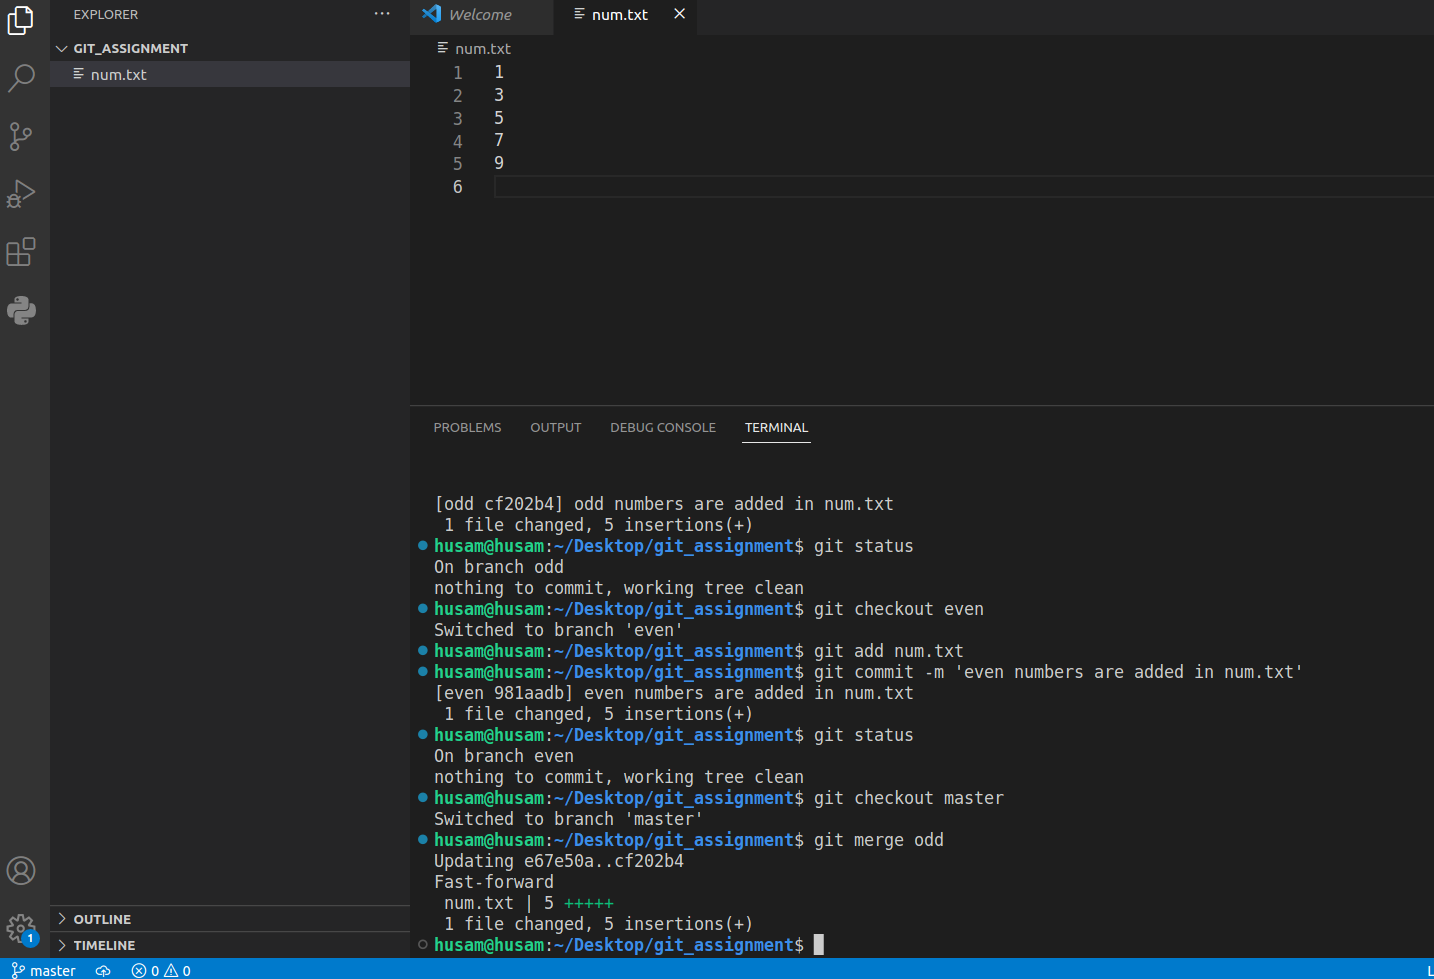 EXPLORER ···
GIT_ASSIGNMENT
num.txt
Welcome
num.txt
num.txt
1 1
2 3
3 5
4 7
5 9
6
PROBLEMS OUTPUT DEBUG CONSOLE TERMINAL
[odd cf202b4] odd numbers are added in num.txt
1 file changed, 5 insertions(+)
husam@husam:~/Desktop/git_assignment$ git status
On branch odd
nothing to commit, working tree clean
husam@husam:~/Desktop/git_assignment$ git checkout even
Switched to branch 'even'
husam@husam:~/Desktop/git_assignment$ git add num.txt
husam@husam:~/Desktop/git_assignment$ git commit -m 'even numbers are added in num.txt'
[even 981aadb] even numbers are added in num.txt
1 file changed, 5 insertions(+)
husam@husam:~/Desktop/git_assignment$ git status
On branch even
nothing to commit, working tree clean
husam@husam:~/Desktop/git_assignment$ git checkout master
Switched to branch 'master'
husam@husam:~/Desktop/git_assignment$ git merge odd
Updating e67e50a..cf202b4
Fast-forward
num.txt | 5 +++++
1 file changed, 5 insertions(+)
husam@husam:~/Desktop/git_assignment$
OUTLINE
TIMELINE
1
master 0 0